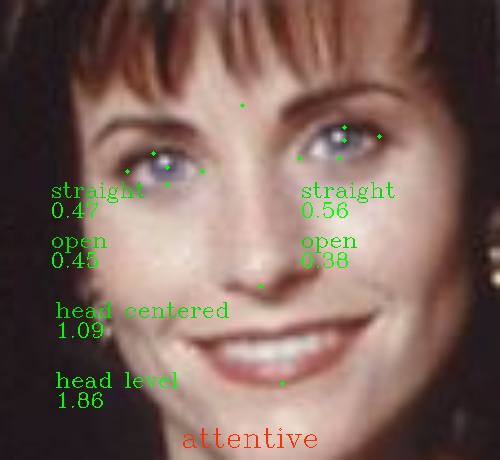 straight straight
0.47 0.56
open open
0.45 0.38
head centered
1.09
head level
1.86
attentive